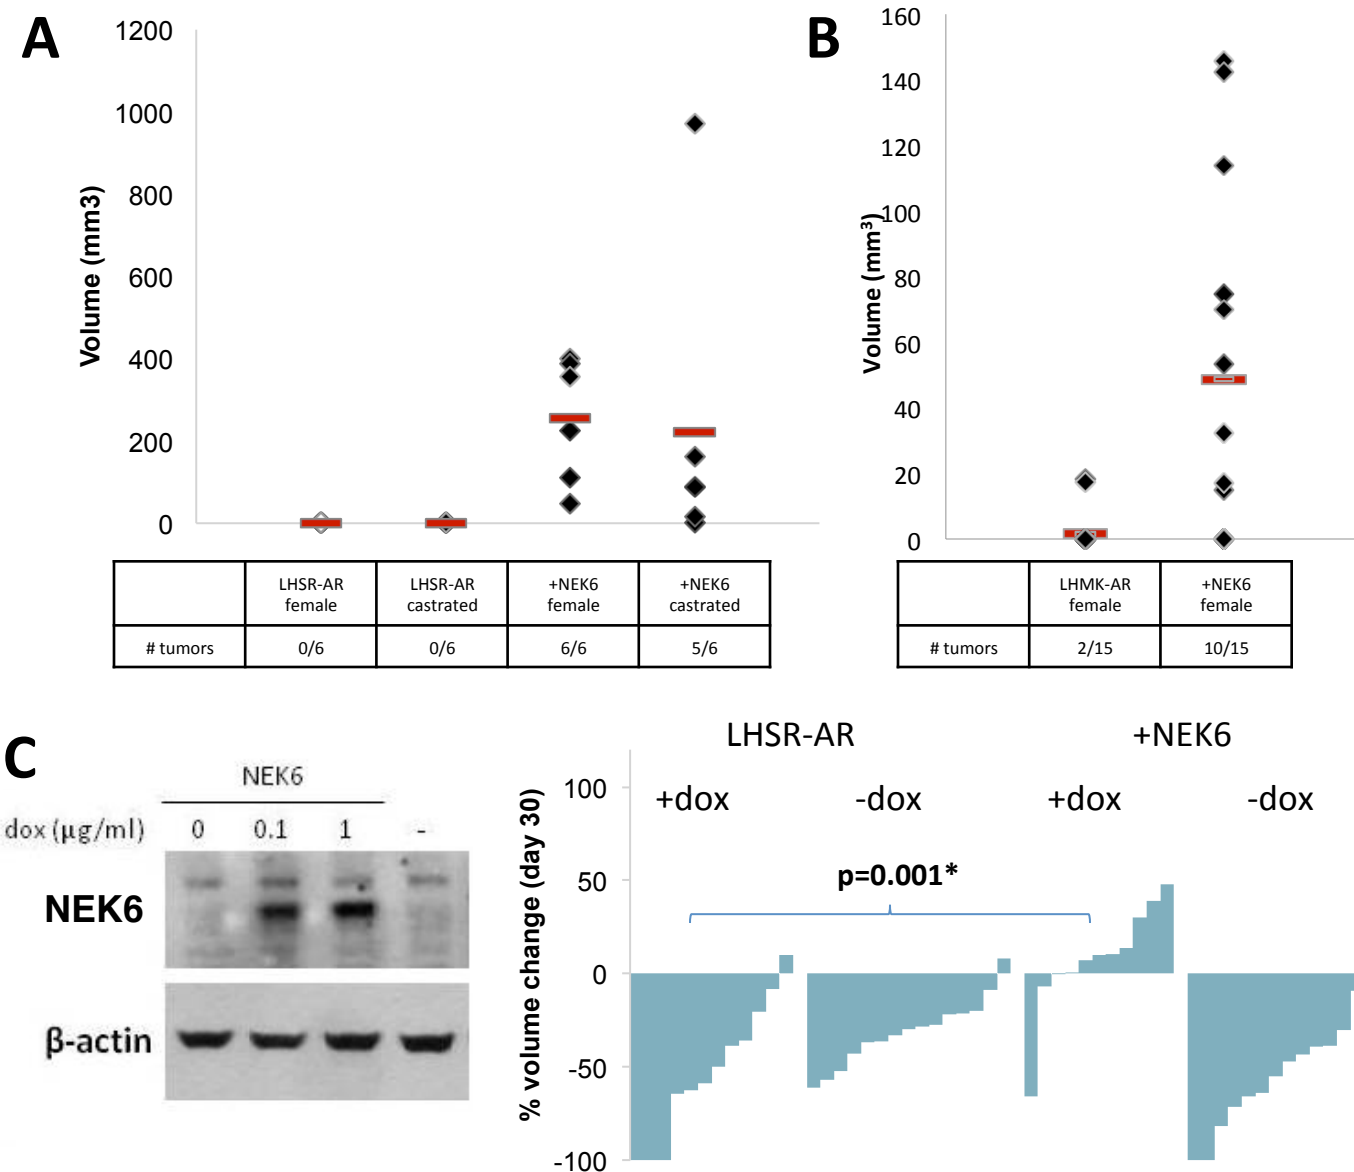 A
1200
1000
800
600
400
200
0
Volume (mm3)
LHSR-AR female
LHSR-AR castrated
+NEK6 female
+NEK6 castrated
# tumors
0/6
0/6
6/6
5/6
B
160
140
120
100
80
60
40
20
0
Volume (mm³)
LHMK-AR female
+NEK6 female
# tumors
2/15
10/15
C
NEK6
dox (µg/ml)
0
0.1
1
-
NEK6
β-actin
LHSR-AR
+NEK6
+dox
-dox
+dox
-dox
p=0.001*
100
50
0
-50
-100
% volume change (day 30)